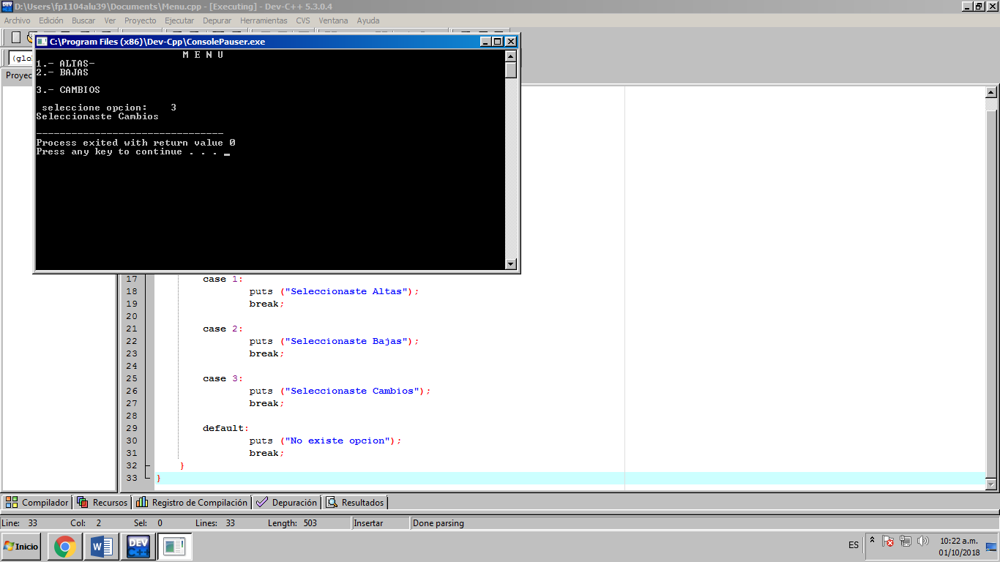 D:\Users\fp1104alu39\Documents\Menu.cpp - [Executing] - Dev-C++ 5.3.0.4
Archivo Edición Buscar Ver Proyecto Ejecutar Depurar Herramientas CVS Ventana Ayuda
C:\Program Files (x86)\Dev-Cpp\ConsolePauser.exe
(glo
Proyec
M E N U
1.- ALTAS-
2.- BAJAS
3.- CAMBIOS
seleccione opcion: 3
Seleccionaste Cambios
--------------------------------
Process exited with return value 0
Press any key to continue . . . _
17 case 1:
18 puts ("Seleccionaste Altas");
19 break;
20
21 case 2:
22 puts ("Seleccionaste Bajas");
23 break;
24
25 case 3:
26 puts ("Seleccionaste Cambios");
27 break;
28
29 default:
30 puts ("No existe opcion");
31 break;
32 }
33 }
Compilador Recursos Registro de Compilación Depuración Resultados
Line: 33 Col: 2 Sel: 0 Lines: 33 Length: 503 Insertar Done parsing
Inicio DEV C++ ES 10:22 a.m.
01/10/2018